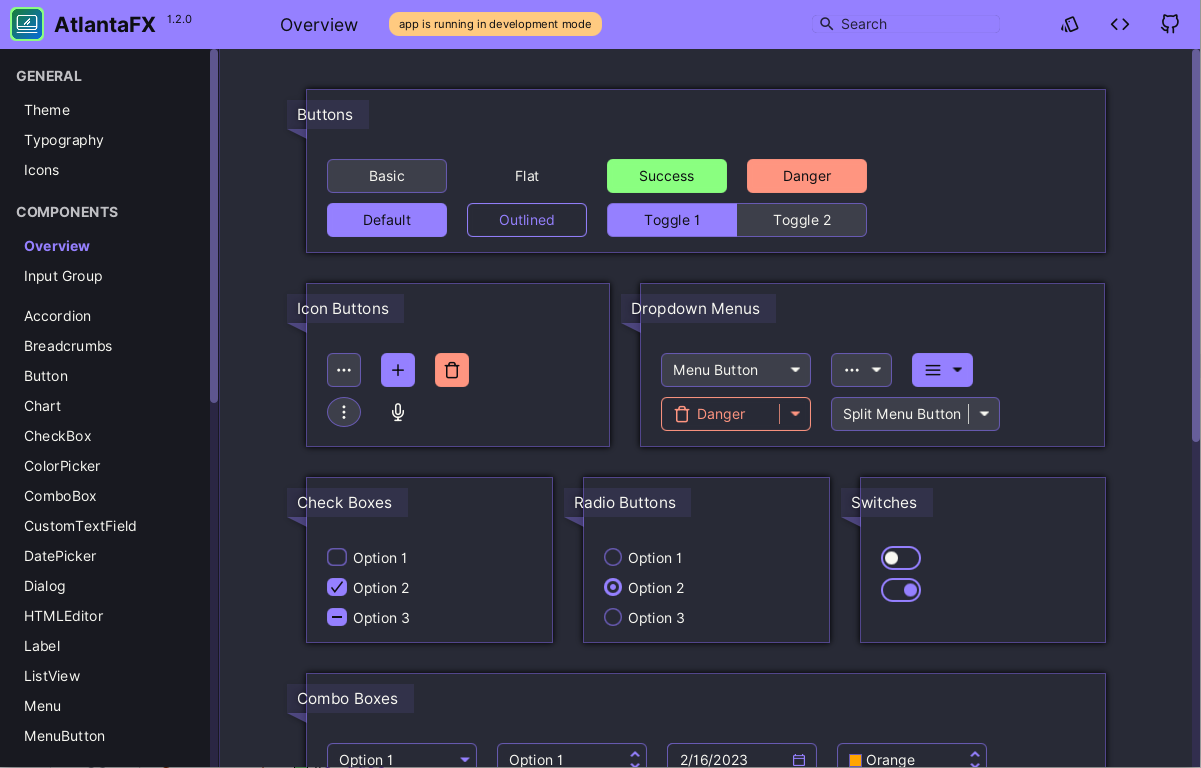 AtlantaFX 1.2.0 Overview app is running in development mode Search
GENERAL
Theme
Typography
Icons
COMPONENTS
Overview
Input Group
Accordion
Breadcrumbs
Button
Chart
CheckBox
ColorPicker
ComboBox
CustomTextField
DatePicker
Dialog
HTMLEditor
Label
ListView
Menu
MenuButton
Buttons
Basic Flat Success Danger
Default Outlined Toggle 1 Toggle 2
Icon Buttons
Dropdown Menus
Menu Button
Danger Split Menu Button
Check Boxes
Option 1
Option 2
Option 3
Radio Buttons
Option 1
Option 2
Option 3
Switches
Combo Boxes
Option 1 Option 1 2/16/2023 Orange